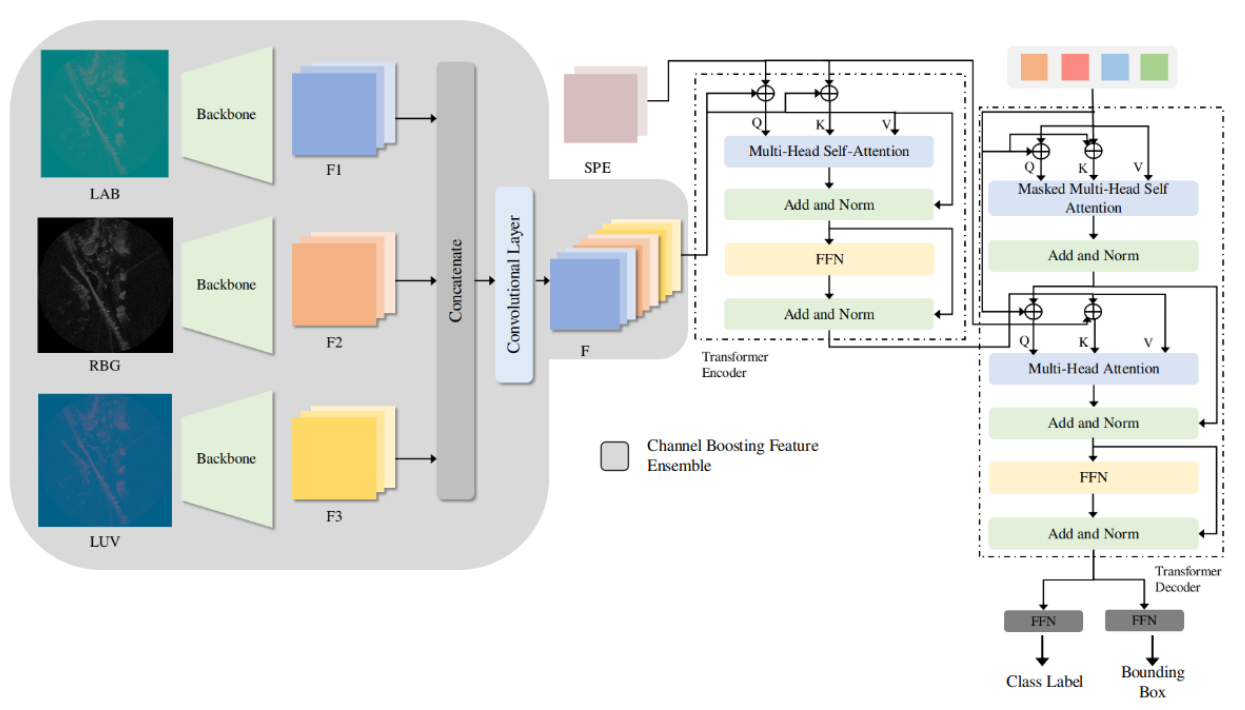 LAB
Backbone
F1
RBG
Backbone
F2
LUV
Backbone
F3
Concatenate
Convolutional Layer
F
SPE
Channel Boosting Feature
Ensemble
Q
K
V
Multi-Head Self-Attention
Add and Norm
FFN
Add and Norm
Transformer
Encoder
Q
K
V
Masked Multi-Head Self
Attention
Add and Norm
Q
K
V
Multi-Head Attention
Add and Norm
FFN
Add and Norm
Transformer
Decoder
FFN
FFN
Class Label
Bounding
Box